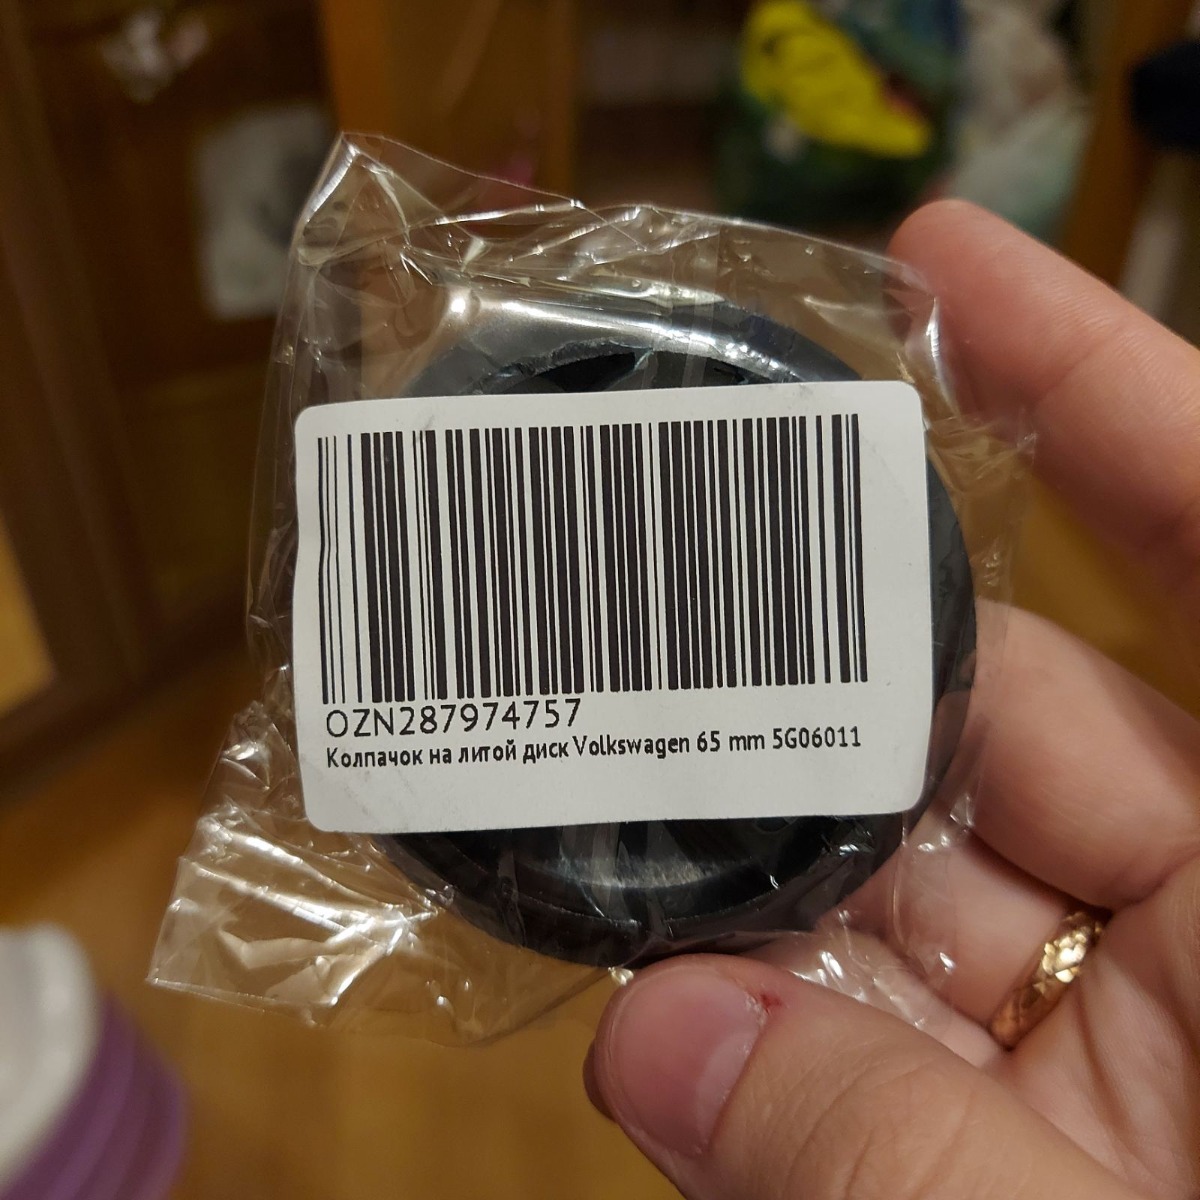 OZN287974757
Колпачок на литой диск Volkswagen 65 mm 5G06011